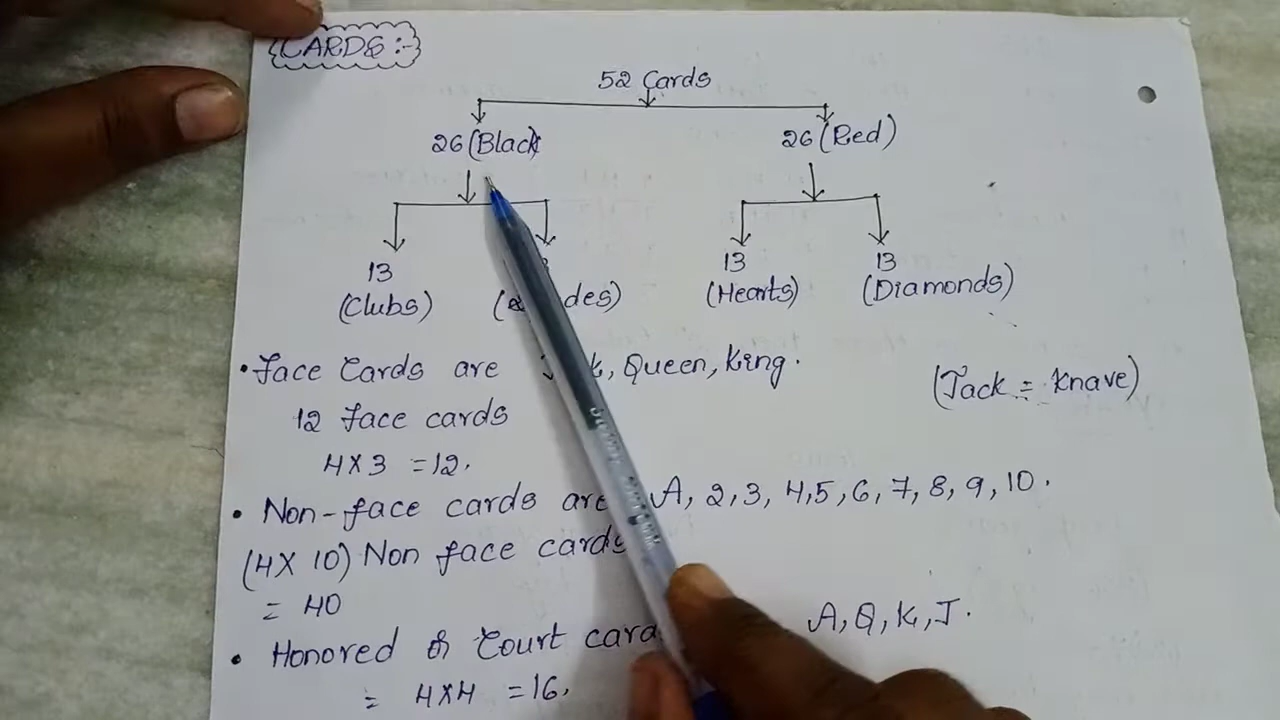 CARDS :-
52 Cards
26 (Black) 26 (Red)
13 13 13
(Clubs) (Hearts) (Diamonds)
• Face Cards are , Queen, King.
(Jack = Knave)
12 face cards
4 X 3 = 12.
• Non-face cards are A, 2, 3, 4, 5, 6, 7, 8, 9, 10.
(4 X 10) Non face cards
= 40
• Honored or Court card A, Q, K, J.
= 4 X 4 = 16.